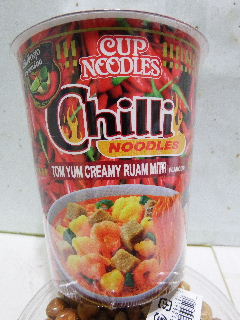 CUP
NOODLES
Chilli
NOODLES
TOM YUM CREAMY RUAM MITR